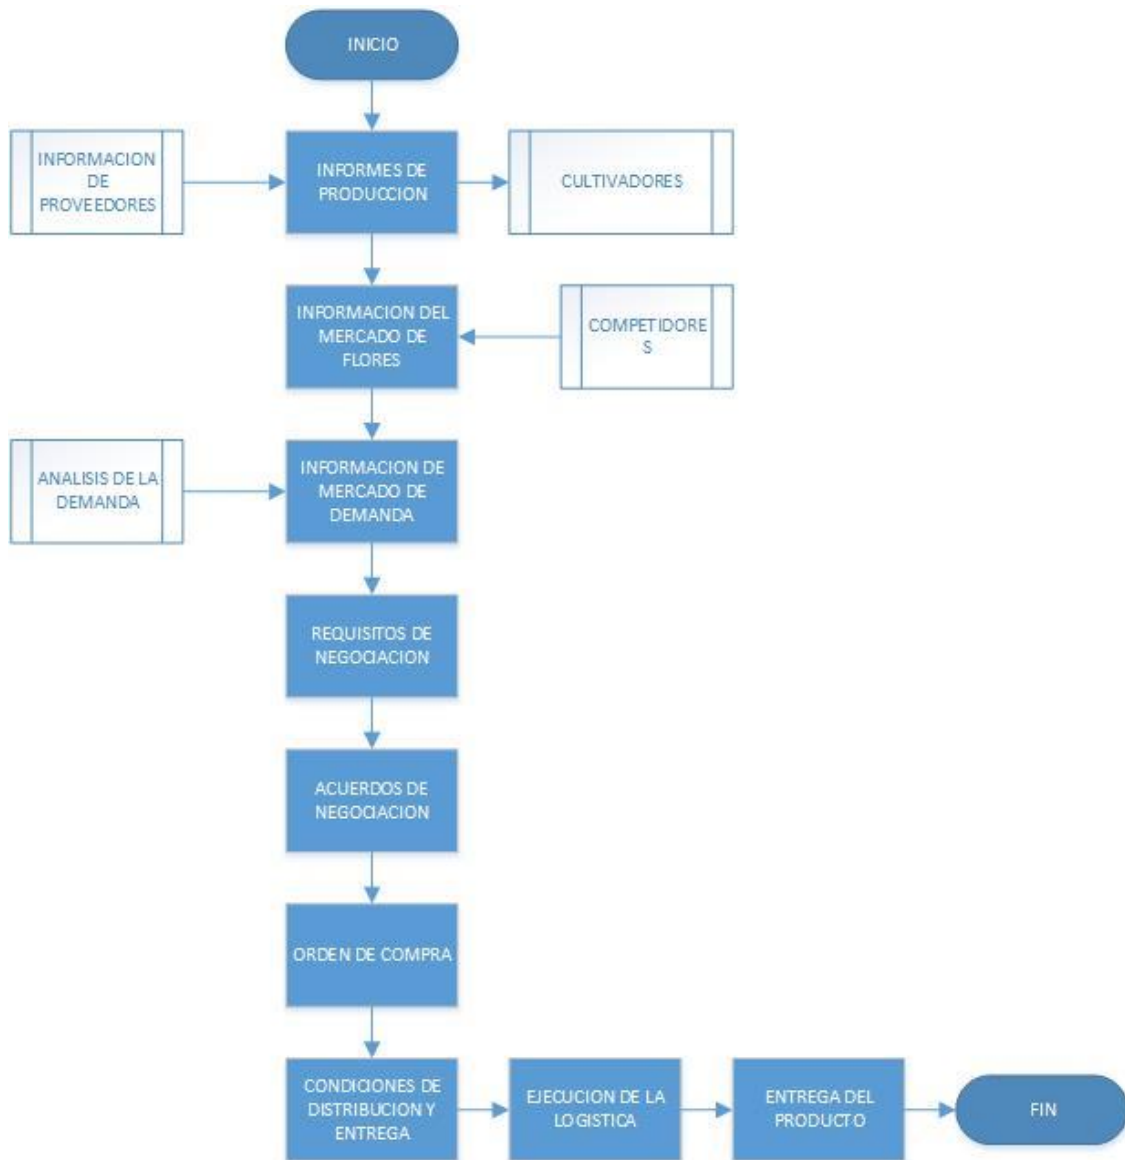 INICIO
INFORMACION
DE
PROVEEDORES
INFORMES DE
PRODUCCION
CULTIVADORES
INFORMACION DEL
MERCADO DE
FLORES
COMPETIDORE
S
ANALISIS DE LA
DEMANDA
INFORMACION DE
MERCADO DE
DEMANDA
REQUISITOS DE
NEGOCIACION
ACUERDOS DE
NEGOCIACION
ORDEN DE COMPRA
CONDICIONES DE
DISTRIBUCION Y
ENTREGA
EJECUCION DE LA
LOGISTICA
ENTREGA DEL
PRODUCTO
FIN